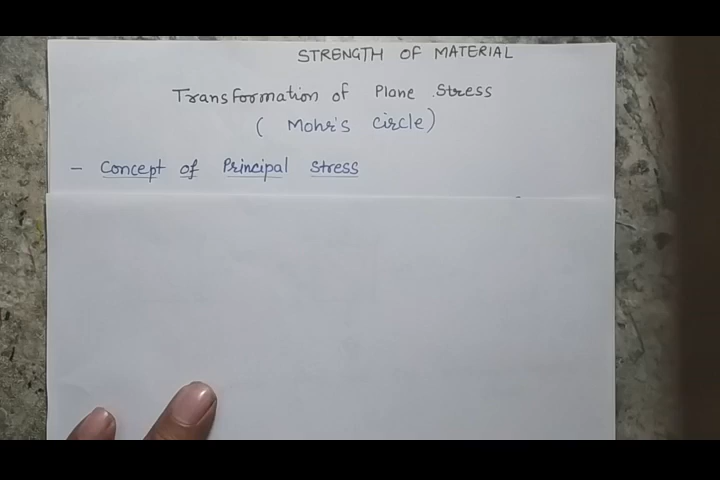 STRENGTH OF MATERIAL
Transformation of Plane Stress
( Mohr's circle)
- Concept of Principal Stress